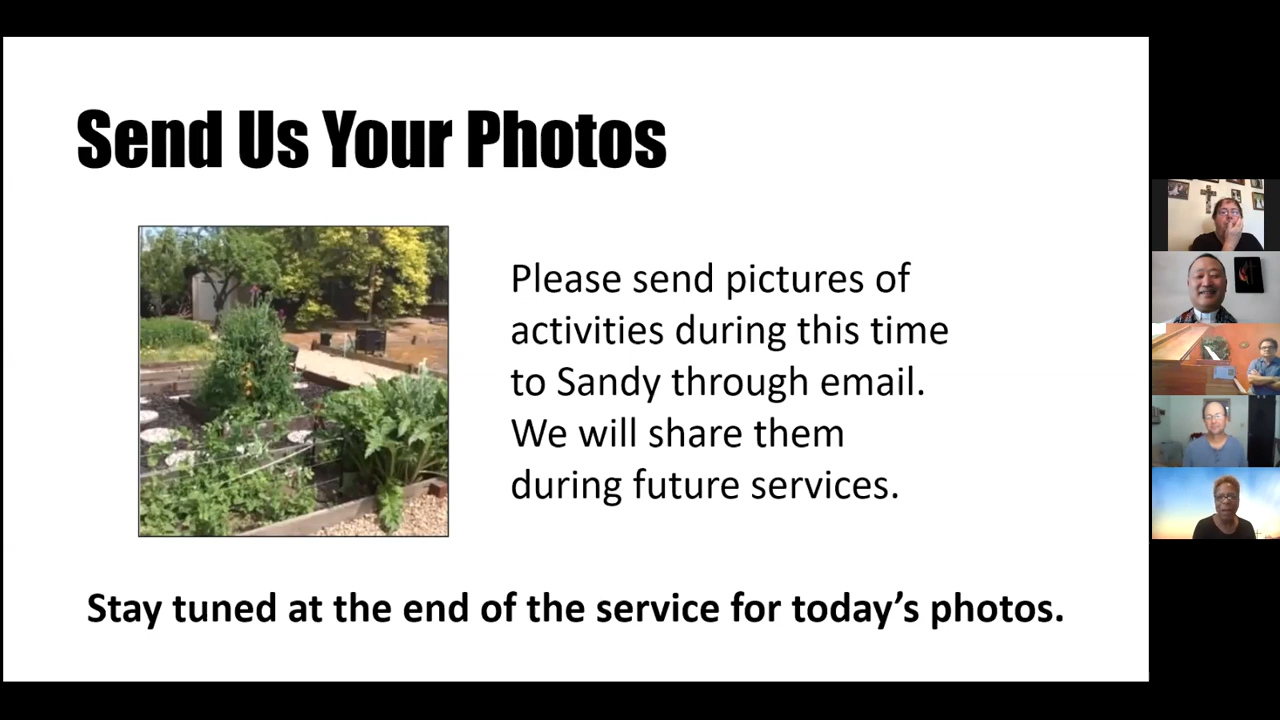 Send Us Your Photos
Please send pictures of
activities during this time
to Sandy through email.
We will share them
during future services.
Stay tuned at the end of the service for today’s photos.